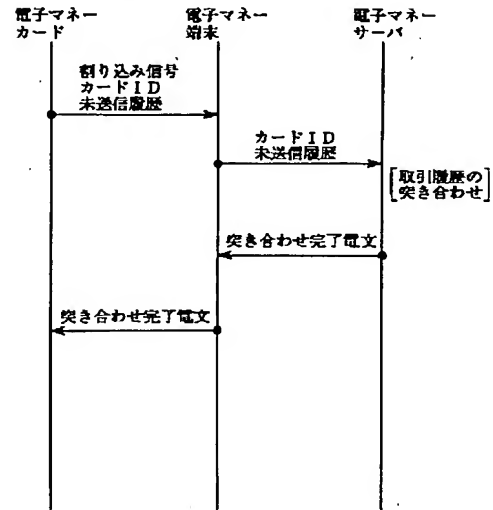 電子マネー
カード
電子マネー
端末
電子マネー
サーバ
割り込み信号
カードID
未送信履歴
カードID
未送信履歴
[取引履歴の
突き合わせ]
突き合わせ完了電文
突き合わせ完了電文